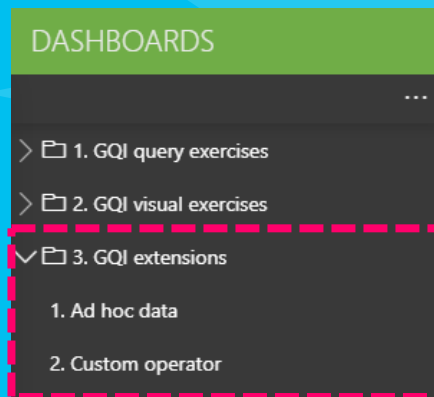 DASHBOARDS
...
1. GQI query exercises
2. GQI visual exercises
3. GQI extensions
1. Ad hoc data
2. Custom operator